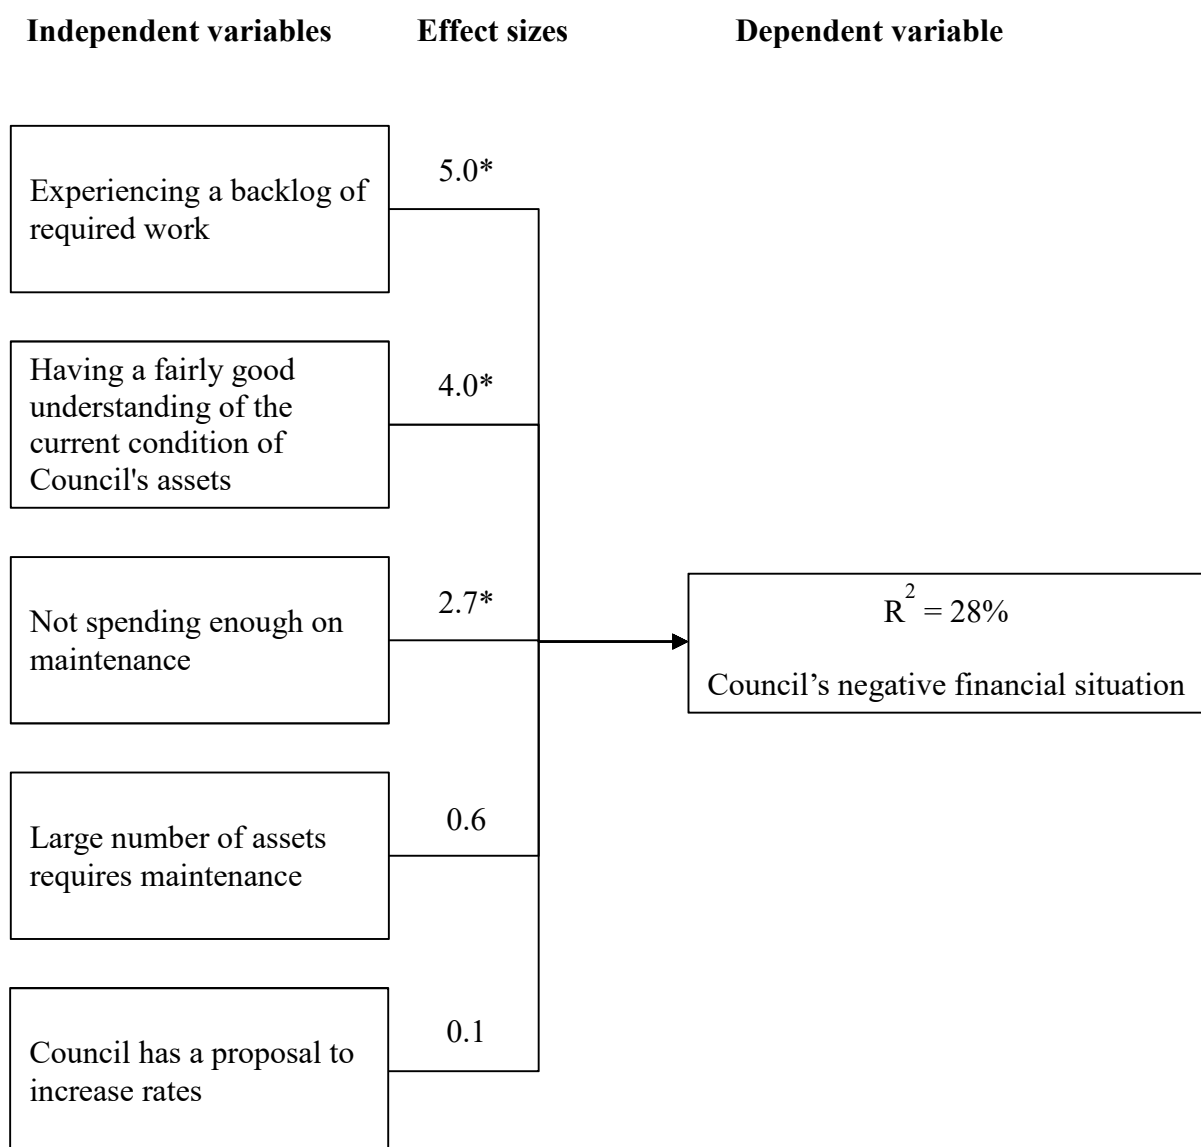 Independent variables Effect sizes Dependent variable
5.0*
Experiencing a backlog of
required work
Having a fairly good
understanding of the
current condition of
Council's assets
4.0*
2.7*
Not spending enough on
maintenance
R² = 28%
Council’s negative financial situation
0.6
Large number of assets
requires maintenance
0.1
Council has a proposal to
increase rates